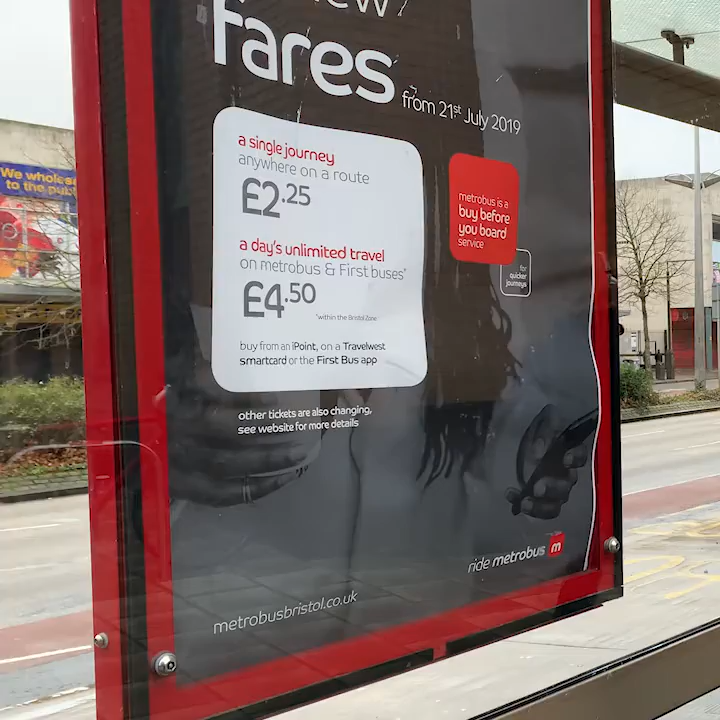 fares
from 21st July 2019
a single journey
anywhere on a route
£2.25
a day's unlimited travel
on metrobus & First buses*
£4.50
*within the Bristol Zone
buy from an iPoint, on a Travelwest
smartcard or the First Bus app
other tickets are also changing,
see website for more details
metrobus is a
buy before
you board
service
for
quicker
journeys
ride metrobus m
metrobusbristol.co.uk
We
to the